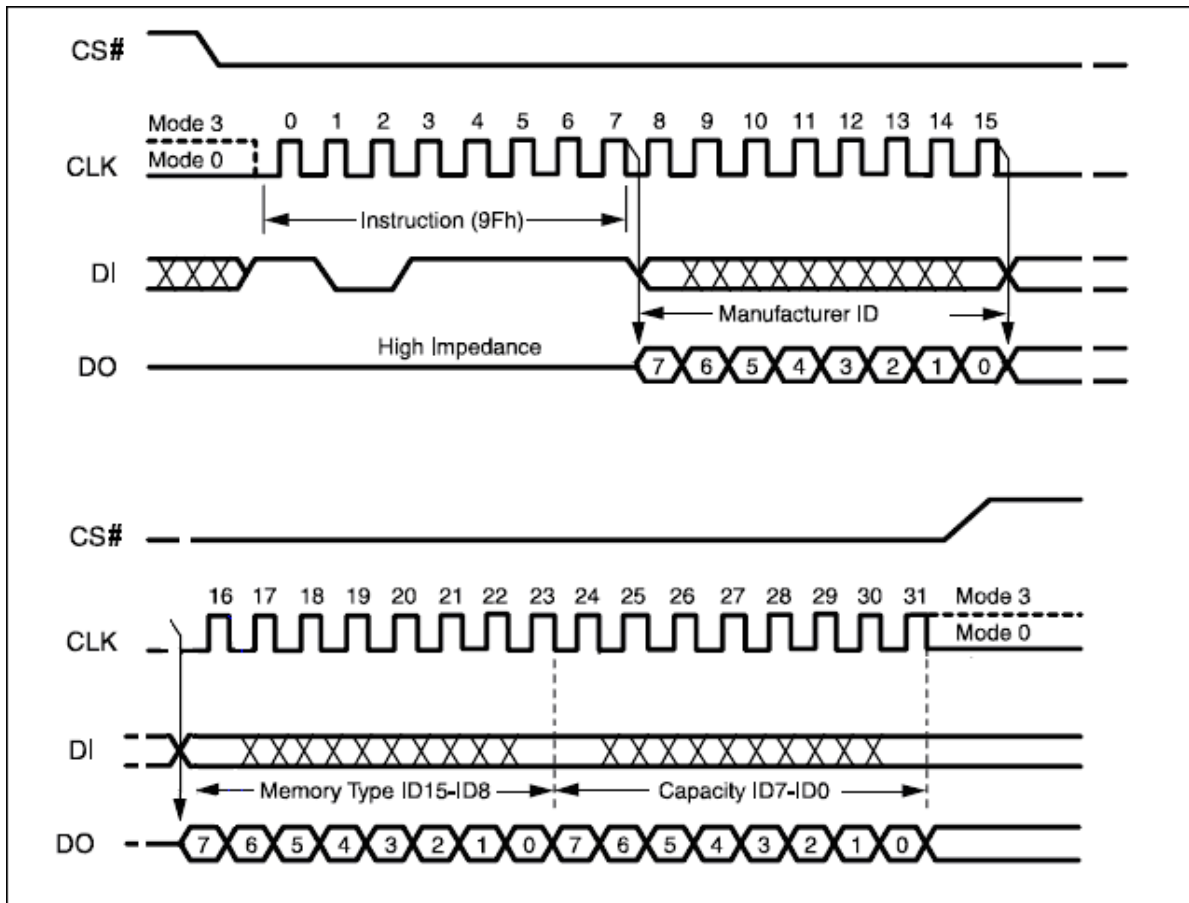 CS#
Mode 3
0 1 2 3 4 5 6 7 8 9 10 11 12 13 14 15
CLK
Mode 0
Instruction (9Fh)
DI
Manufacturer ID
High Impedance
DO
7 6 5 4 3 2 1 0
CS#
16 17 18 19 20 21 22 23 24 25 26 27 28 29 30 31
Mode 3
CLK
Mode 0
DI
Memory Type ID15-ID8
Capacity ID7-ID0
DO
7 6 5 4 3 2 1 0 7 6 5 4 3 2 1 0